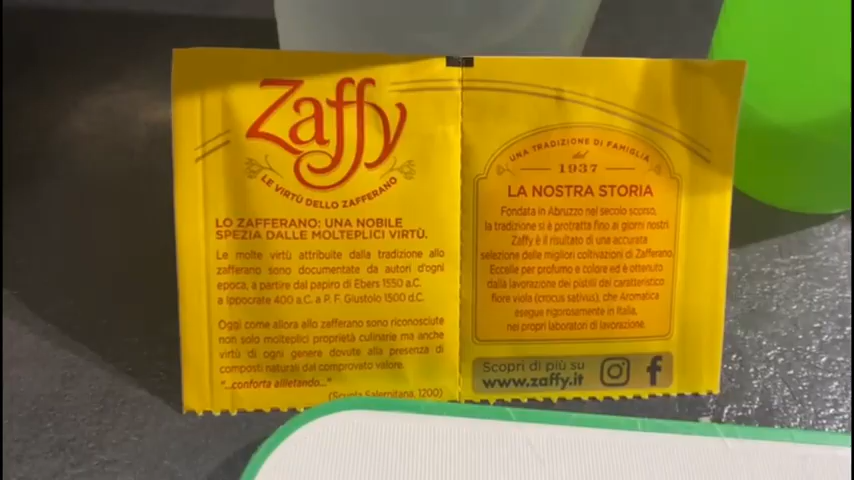 Zaffy
LE VIRTÙ DELLO ZAFFERANO
LO ZAFFERANO: UNA NOBILE
SPEZIA DALLE MOLTEPLICI VIRTÙ.
Le molte virtù attribuite dalla tradizione allo
zafferano sono documentate da autori d'ogni
epoca, a partire dal papiro di Ebers 1550 a.C.
a Ippocrate 400 a.C. a P. F. Giustolo 1500 d.C.
Oggi come allora allo zafferano sono riconosciute
non solo molteplici proprietà culinarie ma anche
virtù di ogni genere dovute alla presenza di
composti naturali dal comprovato valore.
"...conforta allietando..."
(Scuola Salernitana, 1200)
UNA TRADIZIONE DI FAMIGLIA
dal
1937
LA NOSTRA STORIA
Fondata in Abruzzo nel secolo scorso,
la tradizione si è protratta fino ai giorni nostri
Zaffy è il risultato di una accurata
selezione delle migliori coltivazioni di Zafferano.
Eccelle per profumo e colore ed è ottenuto
dalla lavorazione dei pistilli del caratteristico
fiore viola (crocus sativus), che Aromatica
esegue rigorosamente in Italia,
nei propri laboratori di lavorazione.
Scopri di più su
www.zaffy.it